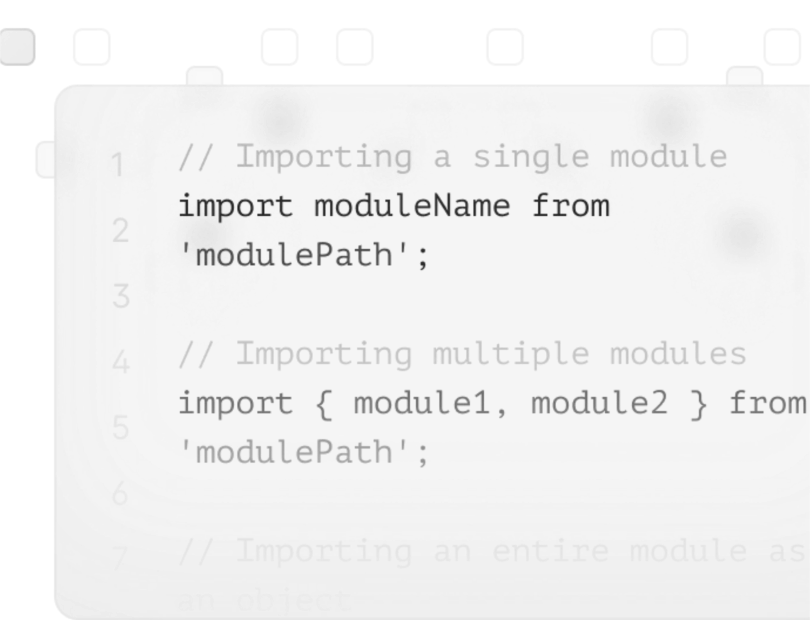 1
// Importing a single module
import moduleName from
2
'modulePath';
3
// Importing multiple modules
4
import { module1, module2 } from
5
'modulePath';
6
// Importing an entire module as
7
an object